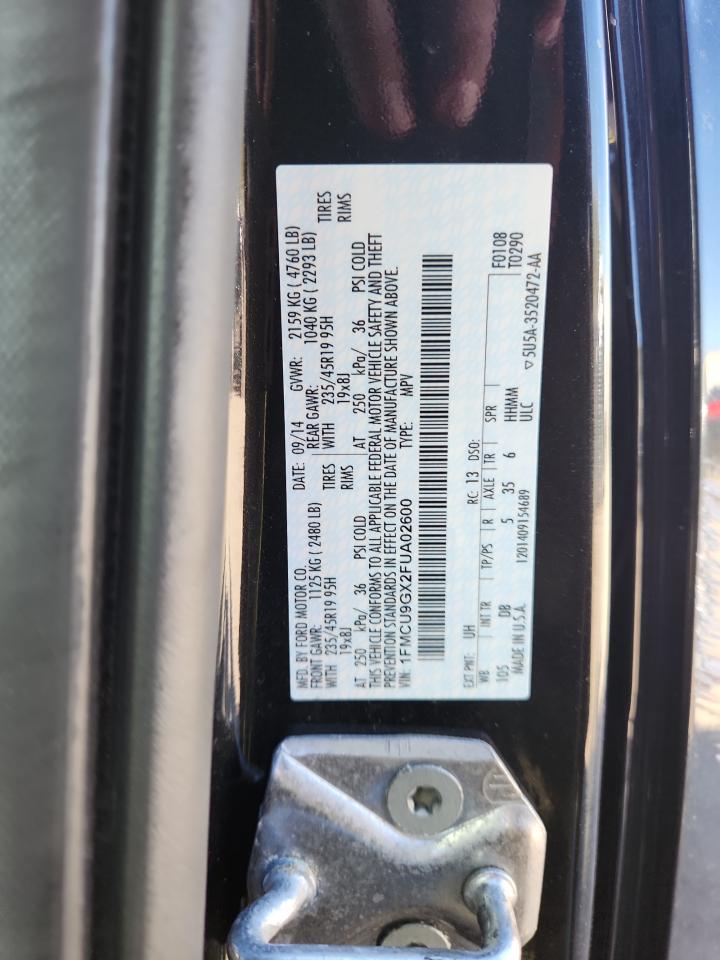 MFD. BY FORD MOTOR CO. DATE: 09/14 GVWR: 2159 KG ( 4760 LB)
FRONT GAWR: 1125 KG ( 2480 LB) REAR GAWR: 1040 KG ( 2293 LB)
WITH 235/45R19 95H TIRES WITH 235/45R19 95H TIRES
19x8J RIMS 19x8J RIMS
AT 250 kPa/ 36 PSI COLD AT 250 kPa/ 36 PSI COLD
THIS VEHICLE CONFORMS TO ALL APPLICABLE FEDERAL MOTOR VEHICLE SAFETY AND THEFT
PREVENTION STANDARDS IN EFFECT ON THE DATE OF MANUFACTURE SHOWN ABOVE.
VIN: 1FMCU9GX2FUA02600 TYPE: MPV
EXT PNT: UH RC: 13 DSO: F0108
WB INT TR TP/PS R AXLE TR SPR T0290
105 DB 5 35 6 HHMM
MADE IN U.S.A. 1201409154689 ULC ▽5U5A-3520472-AA